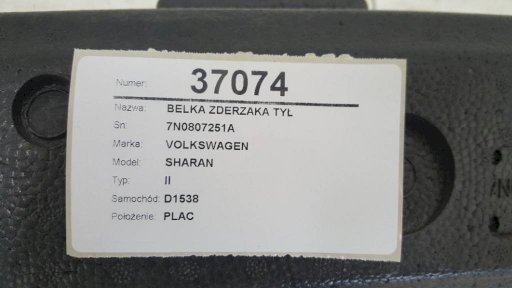 Numer: 37074
Nazwa: BELKA ZDERZAKA TYŁ
Sn: 7N0807251A
Marka: VOLKSWAGEN
Model: SHARAN
Typ: II
Samochód: D1538
Położenie: PLAC